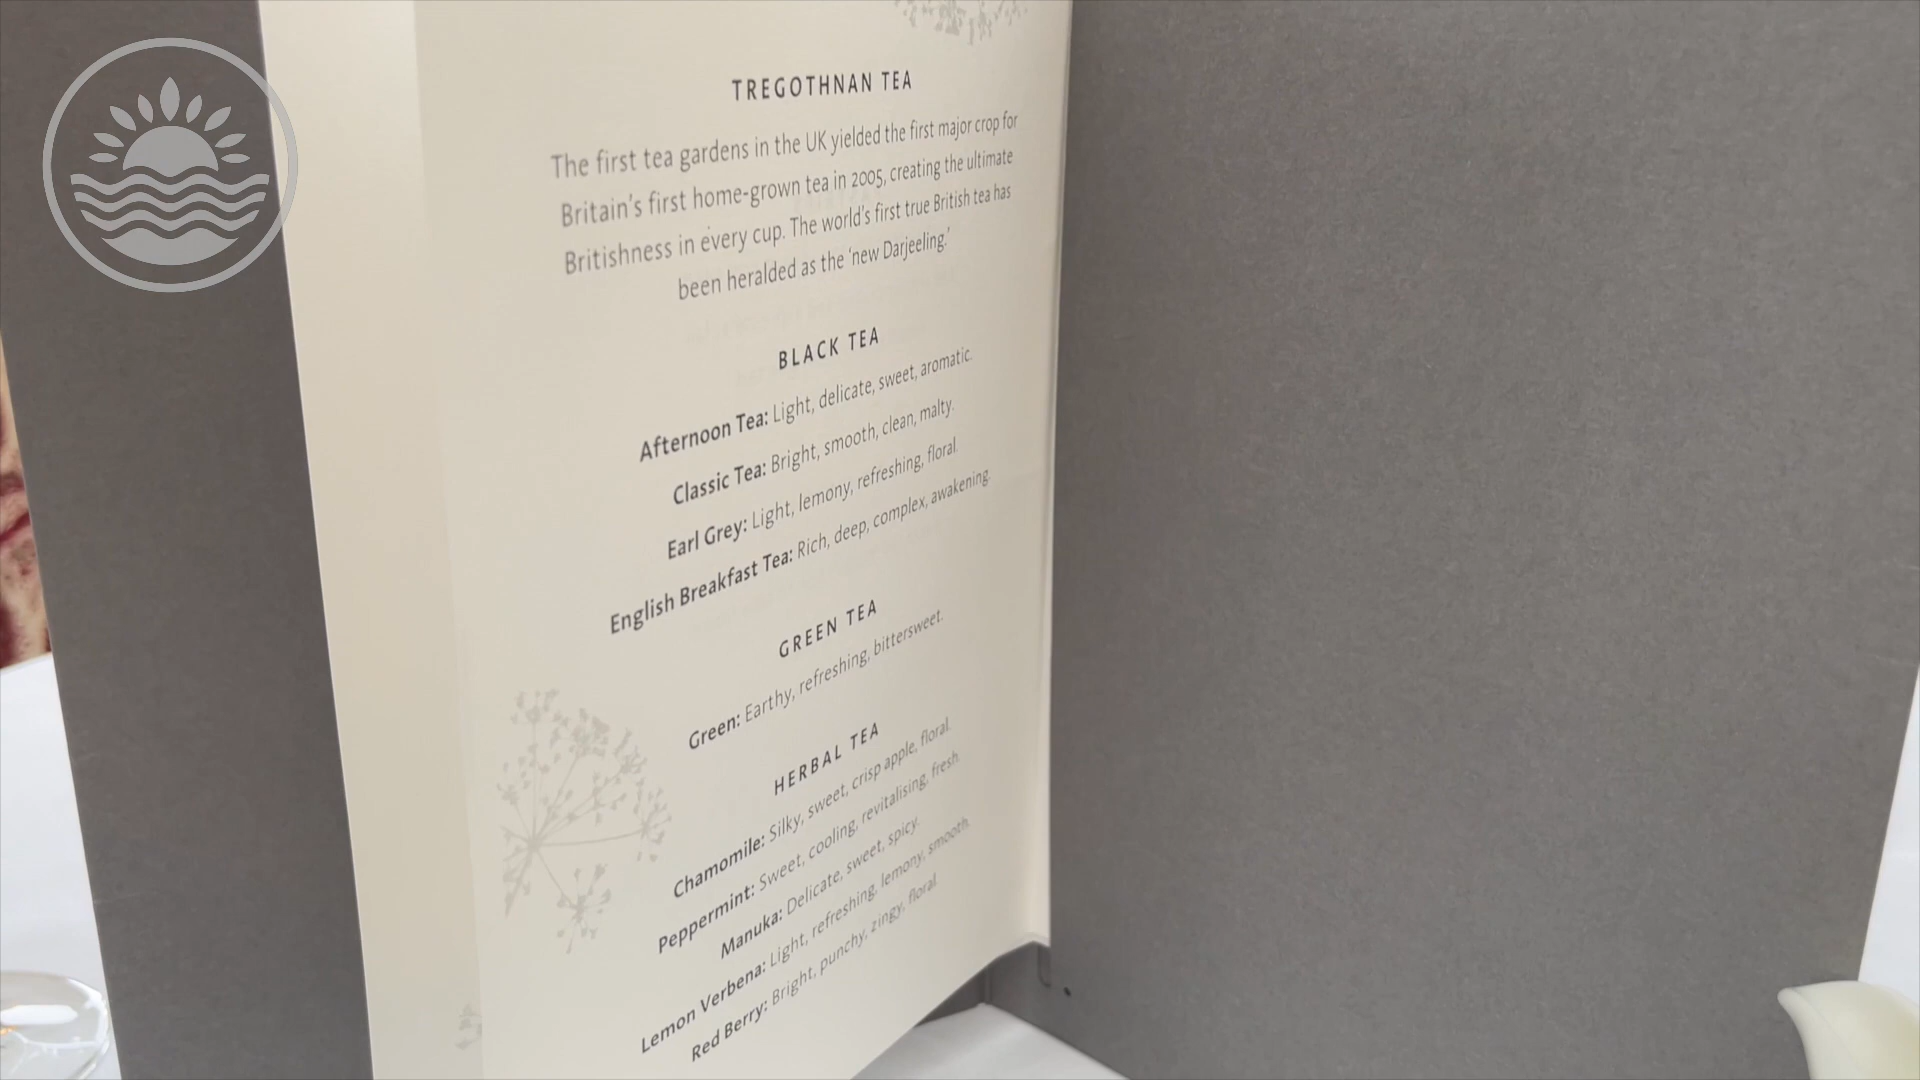 TREGOTHNAN TEA
The first tea gardens in the UK yielded the first major crop for
Britain's first home-grown tea in 2005, creating the ultimate
Britishness in every cup. The world's first true British tea has
been heralded as the 'new Darjeeling.'
BLACK TEA
Afternoon Tea: Light, delicate, sweet, aromatic.
Classic Tea: Bright, smooth, clean, malty.
Earl Grey: Light, lemony, refreshing, floral.
English Breakfast Tea: Rich, deep, complex, awakening.
GREEN TEA
Green: Earthy, refreshing, bittersweet.
HERBAL TEA
Chamomile: Silky, sweet, crisp apple, floral.
Peppermint: Sweet, cooling, revitalising, fresh.
Manuka: Delicate, sweet, spicy.
Lemon Verbena: Light, refreshing, lemony, smooth.
Red Berry: Bright, punchy, zingy, floral